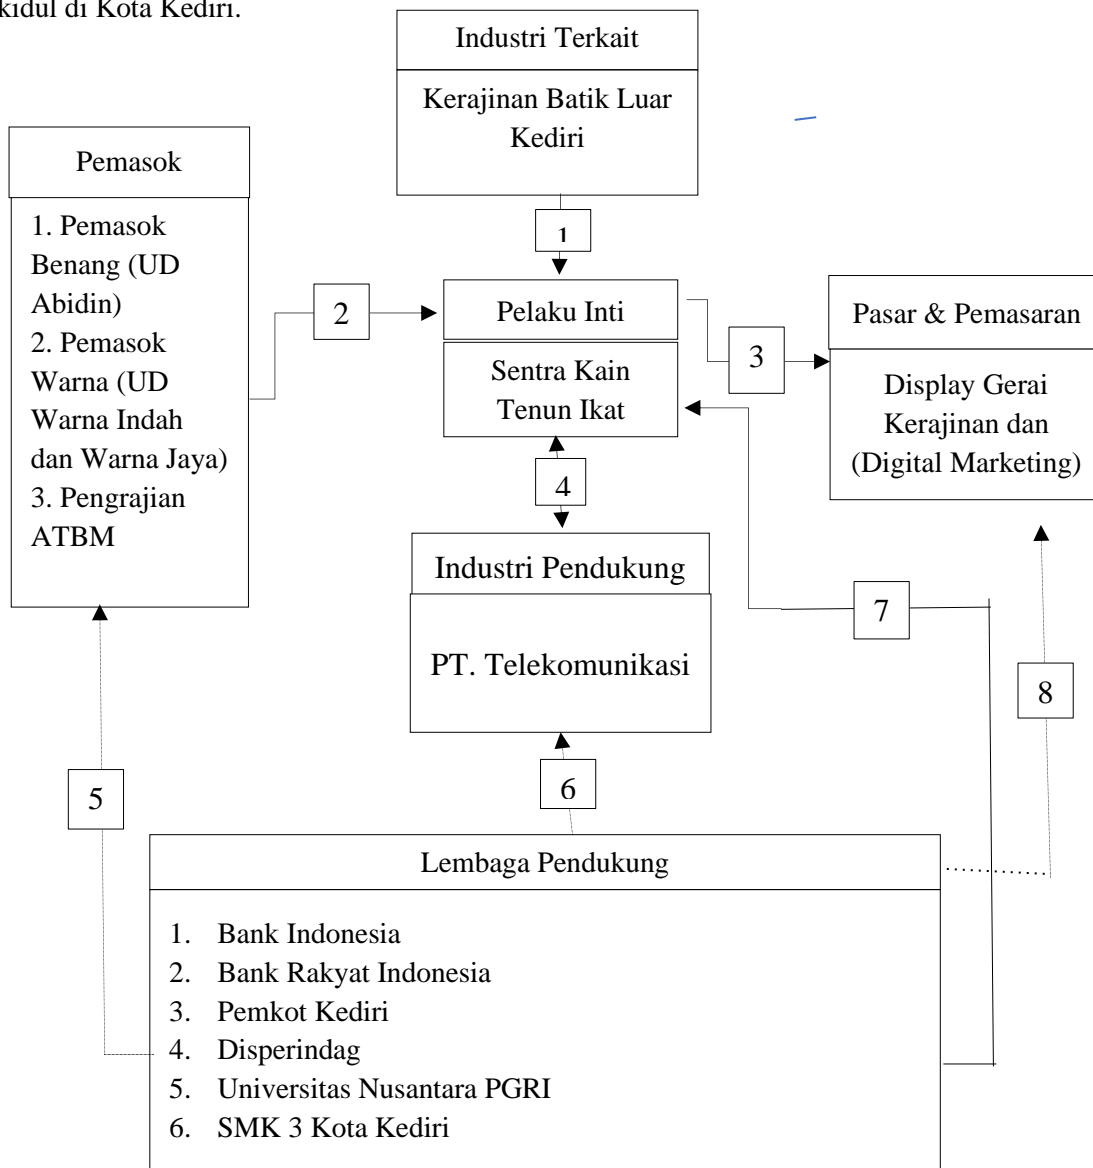 kidul di Kota Kediri.
Industri Terkait
Kerajinan Batik Luar
Kediri
Pemasok
1. Pemasok
Benang (UD
Abidin)
2. Pemasok
Warna (UD
Warna Indah
dan Warna Jaya)
3. Pengrajian
ATBM
1
2
Pelaku Inti
Sentra Kain
Tenun Ikat
3
Pasar & Pemasaran
Display Gerai
Kerajinan dan
(Digital Marketing)
4
Industri Pendukung
PT. Telekomunikasi
7
8
5
6
Lembaga Pendukung
1. Bank Indonesia
2. Bank Rakyat Indonesia
3. Pemkot Kediri
4. Disperindag
5. Universitas Nusantara PGRI
6. SMK 3 Kota Kediri